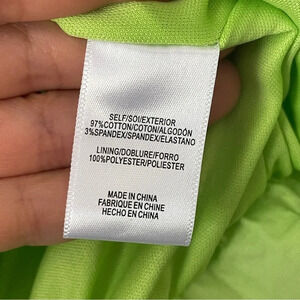 SELF/SOI/EXTERIOR
97%COTTON/COTON/ALGODÓN
3%SPANDEX/SPANDEX/ELASTANO
LINING/DOBLURE/FORRO
100%POLYESTER/POLIESTER
MADE IN CHINA
FABRIQUE EN CHINE
HECHO EN CHINA